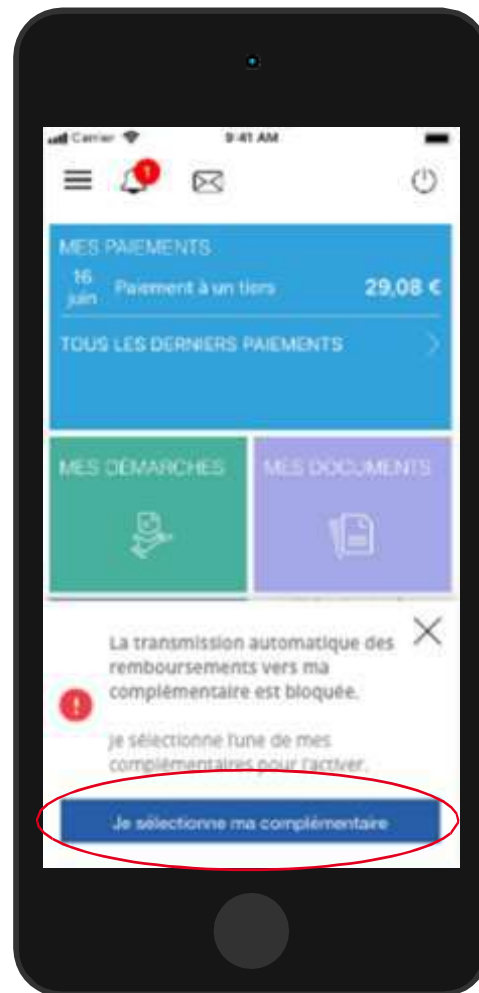 Carrier 9:41 AM
1
MES PAIEMENTS
16 juin Paiement à un tiers 29,08 €
TOUS LES DERNIERS PAIEMENTS
MES DÉMARCHES MES DOCUMENTS
La transmission automatique des
remboursements vers ma
complémentaire est bloquée.
Je sélectionne l'une de mes
complémentaires pour l'activer.
Je sélectionne ma complémentaire